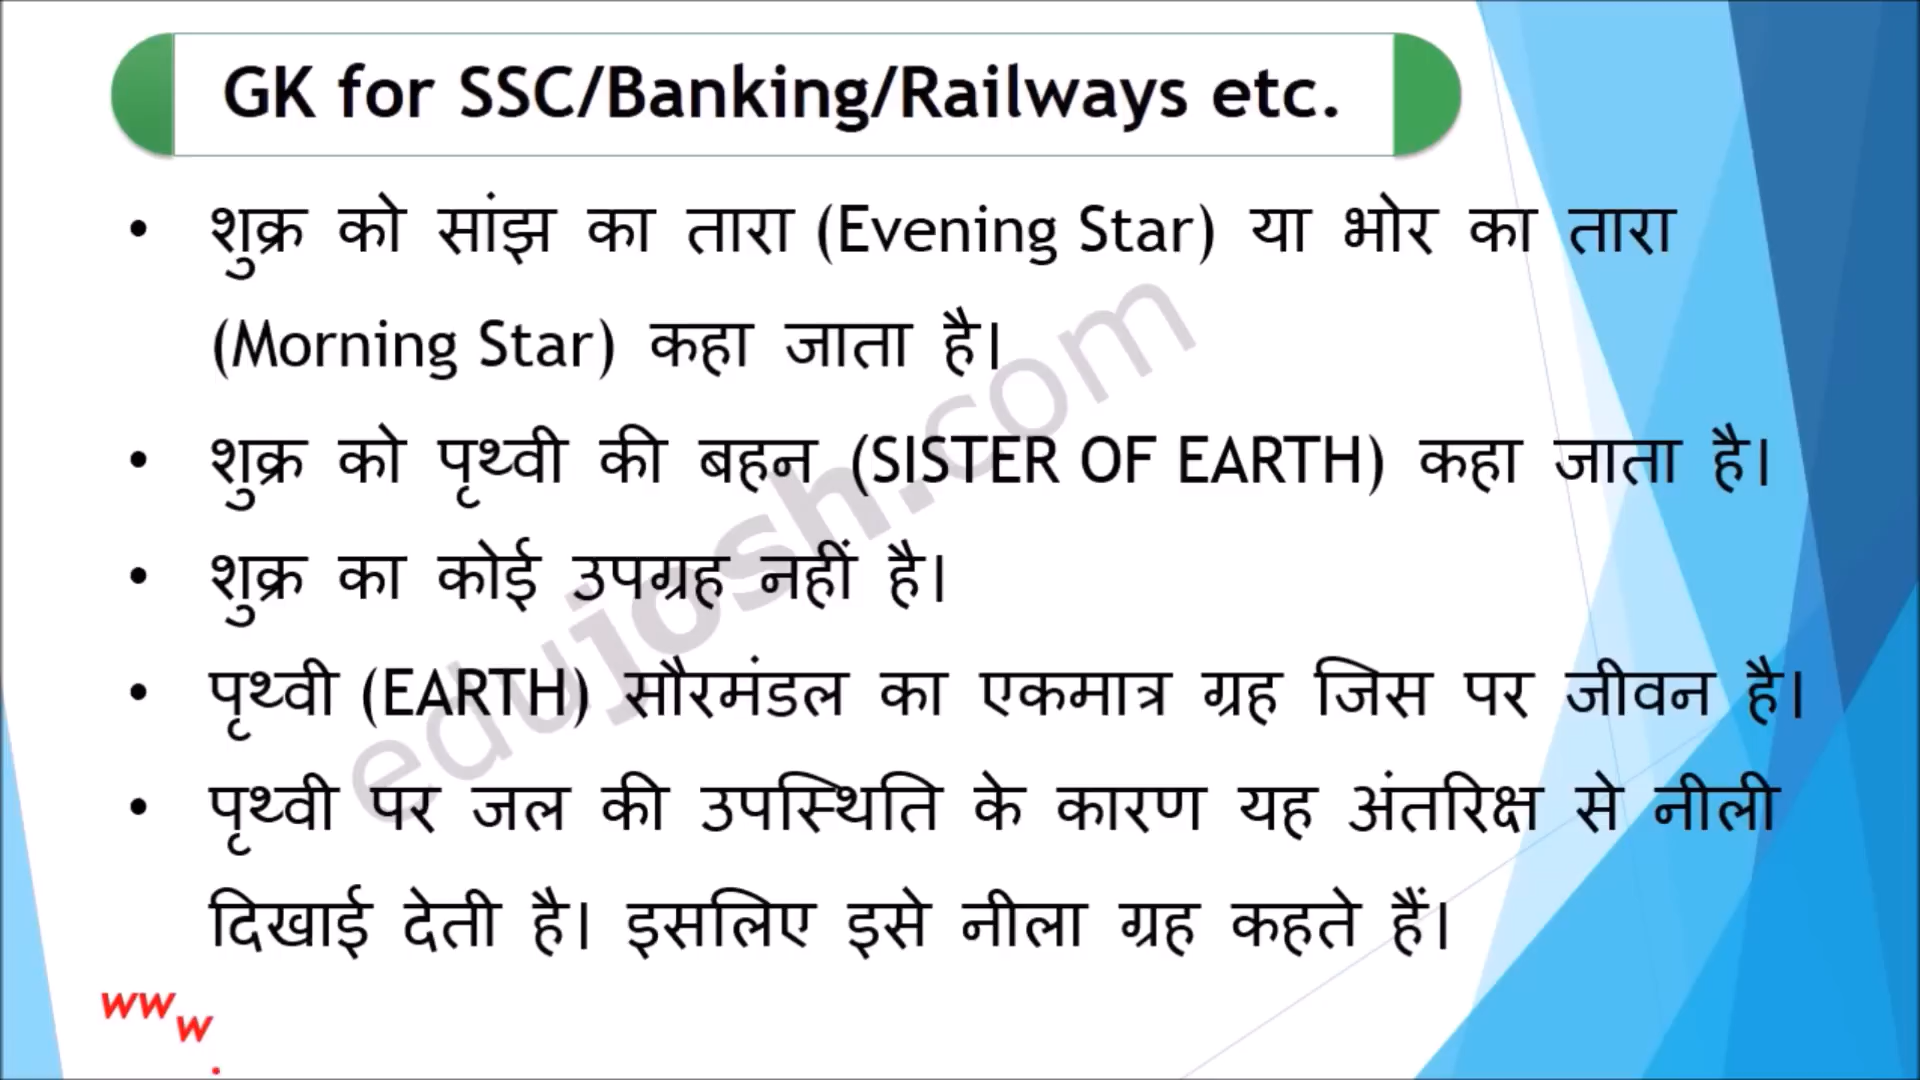 GK for SSC/Banking/Railways etc.
• शुक्र को सांझ का तारा (Evening Star) या भोर का तारा
(Morning Star) कहा जाता है।
• शुक्र को पृथ्वी की बहन (SISTER OF EARTH) कहा जाता है।
• शुक्र का कोई उपग्रह नहीं है।
• पृथ्वी (EARTH) सौरमंडल का एकमात्र ग्रह जिस पर जीवन है।
• पृथ्वी पर जल की उपस्थिति के कारण यह अंतरिक्ष से नीली
दिखाई देती है। इसलिए इसे नीला ग्रह कहते हैं।
edujosh.com
www.